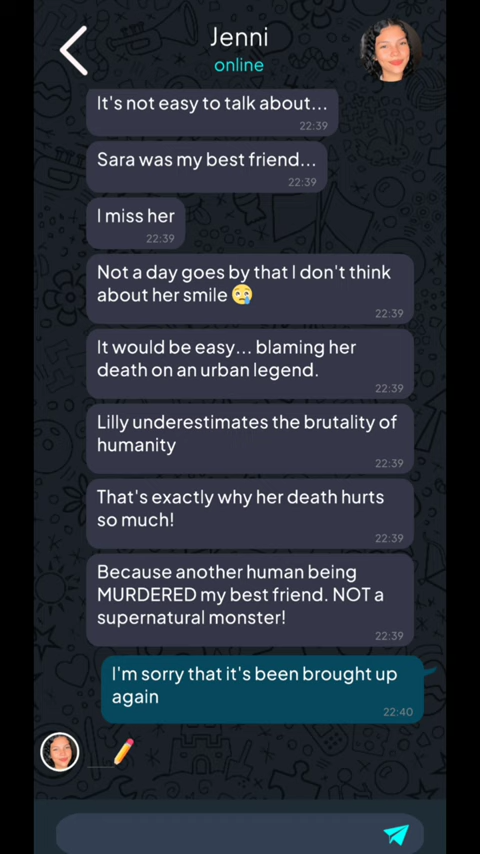 Jenni
online
It's not easy to talk about...
22:39
Sara was my best friend...
22:39
I miss her
22:39
Not a day goes by that I don't think
about her smile 😢
22:39
It would be easy... blaming her
death on an urban legend.
22:39
Lilly underestimates the brutality of
humanity
22:39
That's exactly why her death hurts
so much!
22:39
Because another human being
MURDERED my best friend. NOT a
supernatural monster!
22:39
I'm sorry that it's been brought up
again
22:40